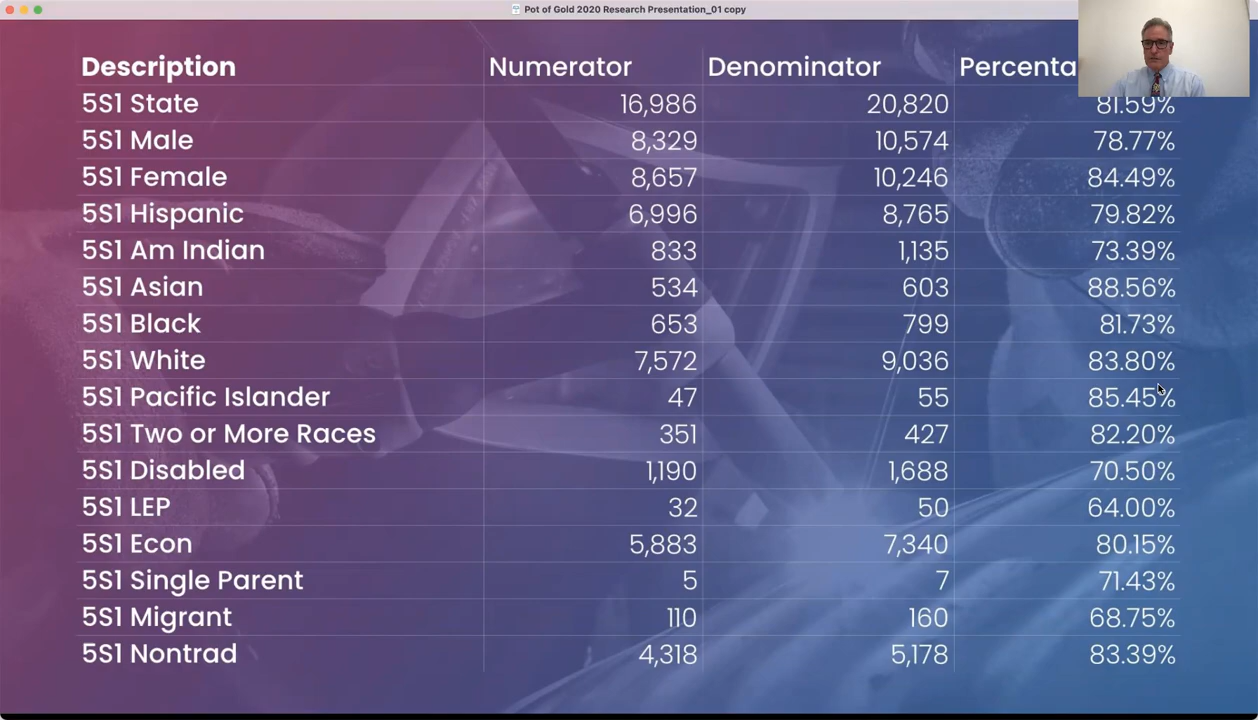 Pot of Gold 2020 Research Presentation_01 copy
Description Numerator Denominator
5S1 State 16,986 20,820 81.59%
5S1 Male 8,329 10,574 78.77%
5S1 Female 8,657 10,246 84.49%
5S1 Hispanic 6,996 8,765 79.82%
5S1 Am Indian 833 1,135 73.39%
5S1 Asian 534 603 88.56%
5S1 Black 653 799 81.73%
5S1 White 7,572 9,036 83.80%
5S1 Pacific Islander 47 55 85.45%
5S1 Two or More Races 351 427 82.20%
5S1 Disabled 1,190 1,688 70.50%
5S1 LEP 32 50 64.00%
5S1 Econ 5,883 7,340 80.15%
5S1 Single Parent 5 7 71.43%
5S1 Migrant 110 160 68.75%
5S1 Nontrad 4,318 5,178 83.39%